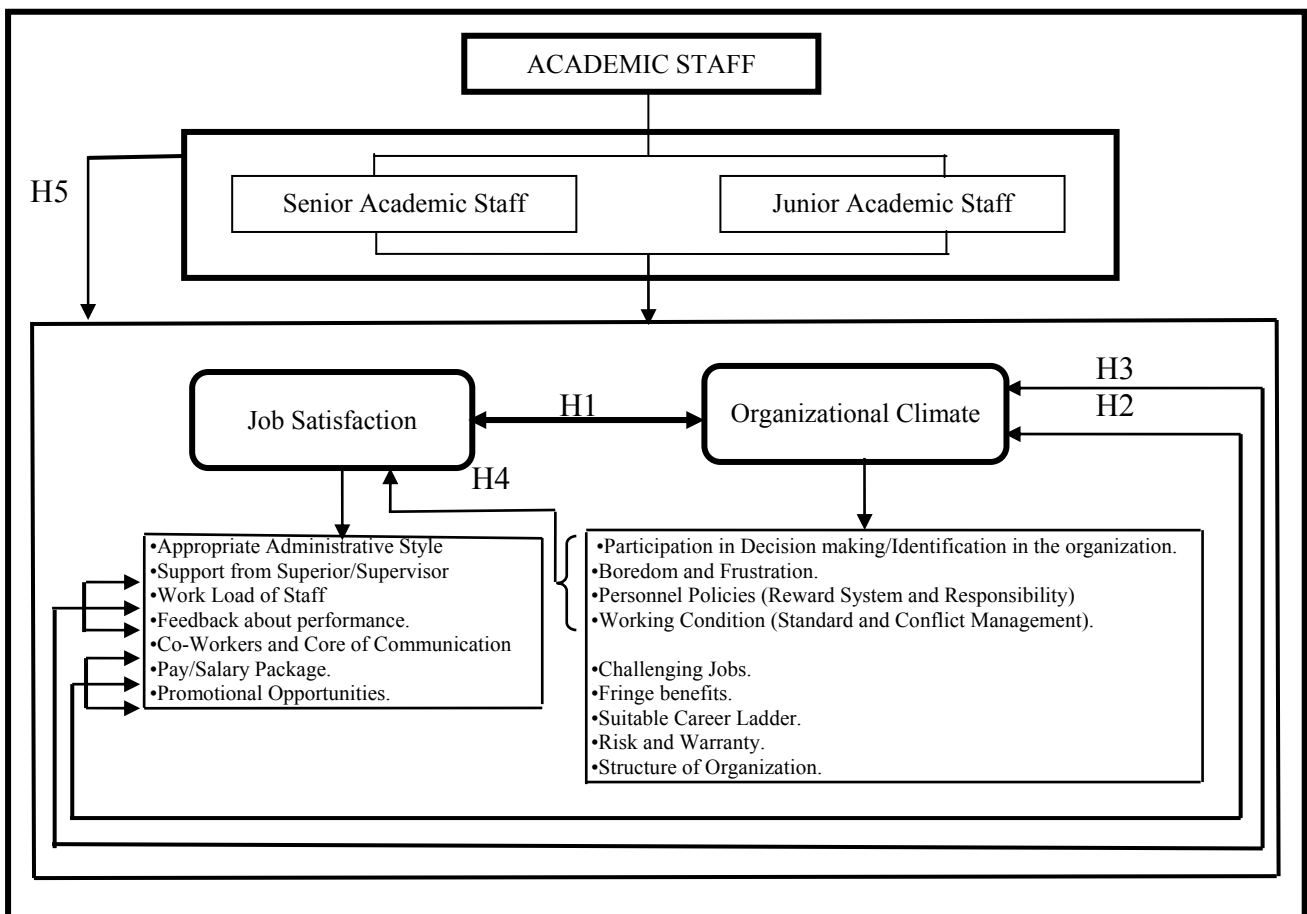 ACADEMIC STAFF
H5
Senior Academic Staff
Junior Academic Staff
H3
H1
H2
Job Satisfaction
Organizational Climate
H4
•Appropriate Administrative Style
•Support from Superior/Supervisor
•Work Load of Staff
•Feedback about performance.
•Co-Workers and Core of Communication
•Pay/Salary Package.
•Promotional Opportunities.
•Participation in Decision making/Identification in the organization.
•Boredom and Frustration.
•Personnel Policies (Reward System and Responsibility)
•Working Condition (Standard and Conflict Management).
•Challenging Jobs.
•Fringe benefits.
•Suitable Career Ladder.
•Risk and Warranty.
•Structure of Organization.